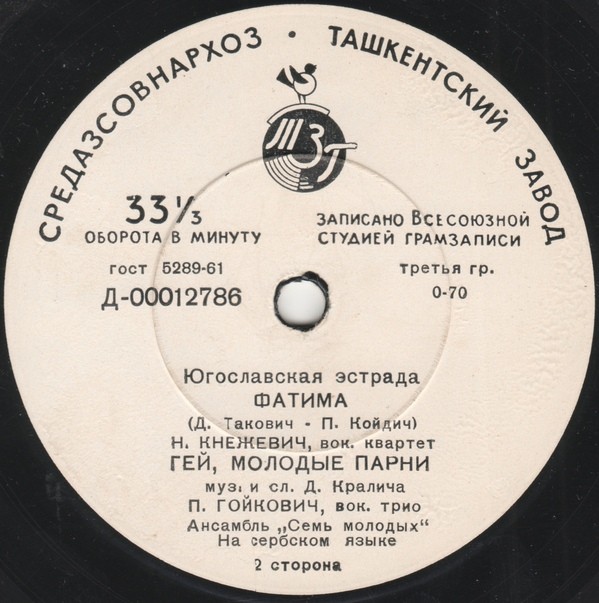 СРЕДАЗСОВНАРХОЗ • ТАШКЕНТСКИЙ ЗАВОД
ТЗГ
33 ⅓
ОБОРОТА В МИНУТУ
ЗАПИСАНО ВСЕСОЮЗНОЙ
СТУДИЕЙ ГРАМЗАПИСИ
ГОСТ 5289-61
третья гр.
Д-00012786
0-70
Югославская эстрада
ФАТИМА
(Д. Такович - П. Койдич)
Н. КНЕЖЕВИЧ, вок. квартет
ГЕЙ, МОЛОДЫЕ ПАРНИ
муз. и сл. Д. Кралича
П. ГОЙКОВИЧ, вок. трио
Ансамбль „Семь молодых"
На сербском языке
2 сторона